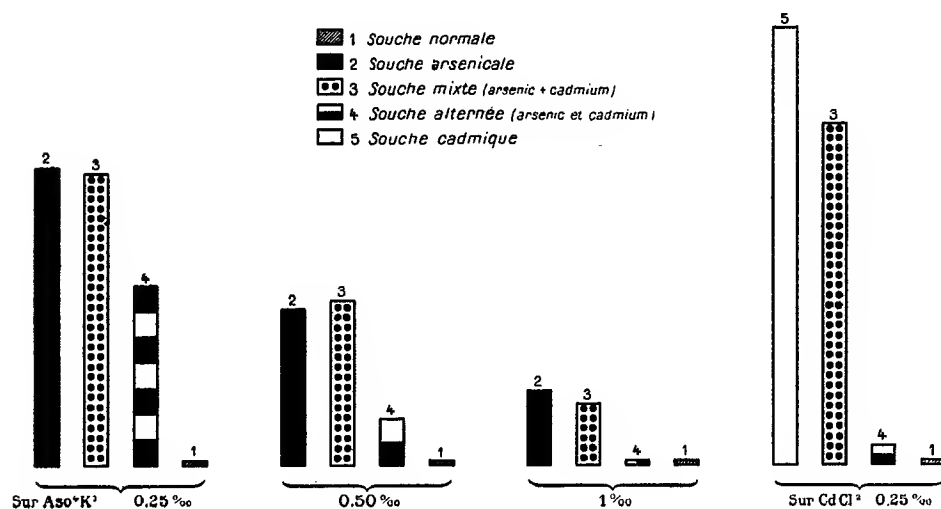 1 Souche normale
2 Souche arsenicale
3 Souche mixte (arsenic + cadmium)
4 Souche alternée (arsenic et cadmium)
5 Souche cadmique
2 3 4 1
2 3 4 1
2 3 4 1
5 3 4 1
Sur Aso⁴K³ 0,25 ‰
0,50 ‰
1 ‰
Sur CdCl² 0,25 ‰